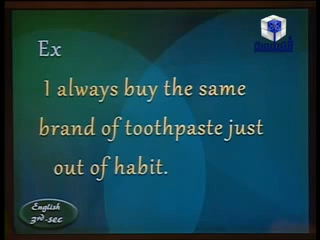 Ex
I always buy the same
brand of toothpaste just
out of habit.
English
3rd-sec